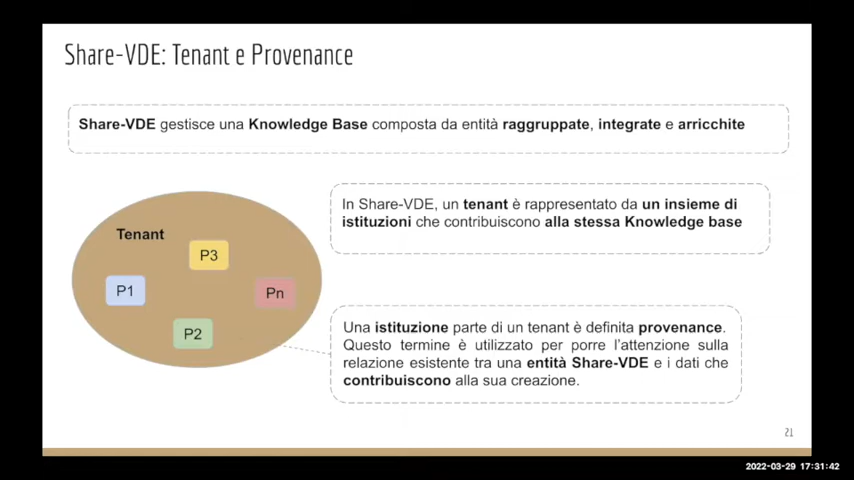 Share-VDE: Tenant e Provenance
Share-VDE gestisce una Knowledge Base composta da entità raggruppate, integrate e arricchite
In Share-VDE, un tenant è rappresentato da un insieme di
istituzioni che contribuiscono alla stessa Knowledge base
Tenant
P3
P1
Pn
P2
Una istituzione parte di un tenant è definita provenance.
Questo termine è utilizzato per porre l'attenzione sulla
relazione esistente tra una entità Share-VDE e i dati che
contribuiscono alla sua creazione.
21
2022-03-29 17:31:42